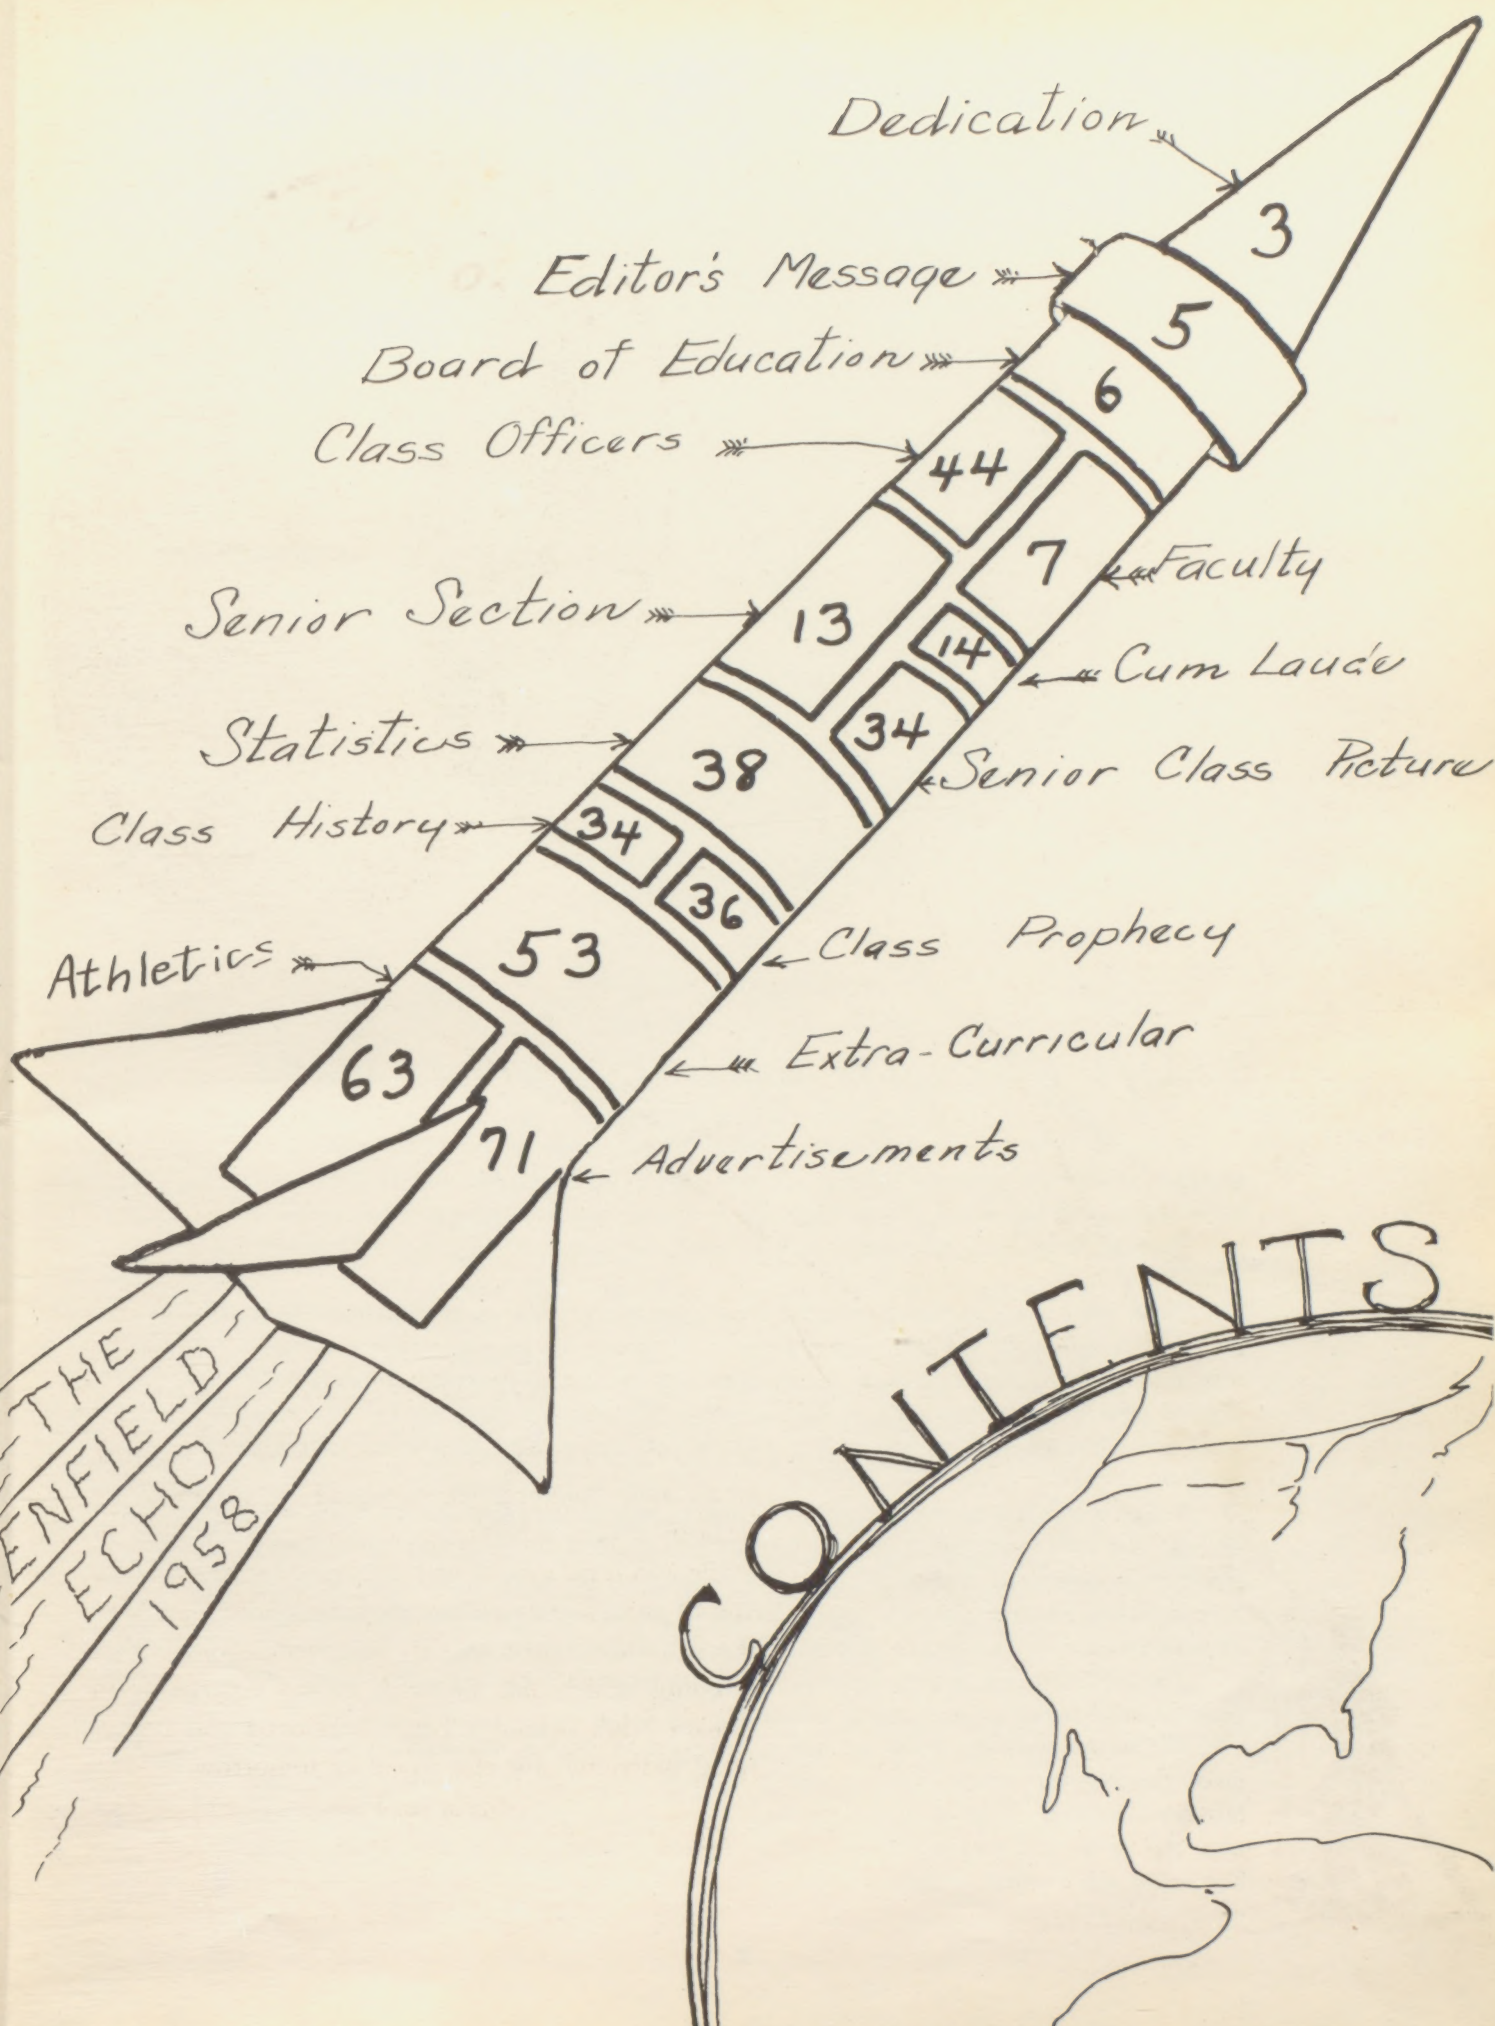 Dedication
3
Editor's Message
5
Board of Education
6
Class Officers
44
7
Faculty
Senior Section
13
14
Cum Laude
34
Senior Class Picture
Statistics
38
Class History
34
36
Class Prophecy
53
Athletics
63
Extra-Curricular
71
Advertisements
THE
ENFIELD
ECHO
1958
CONTENTS